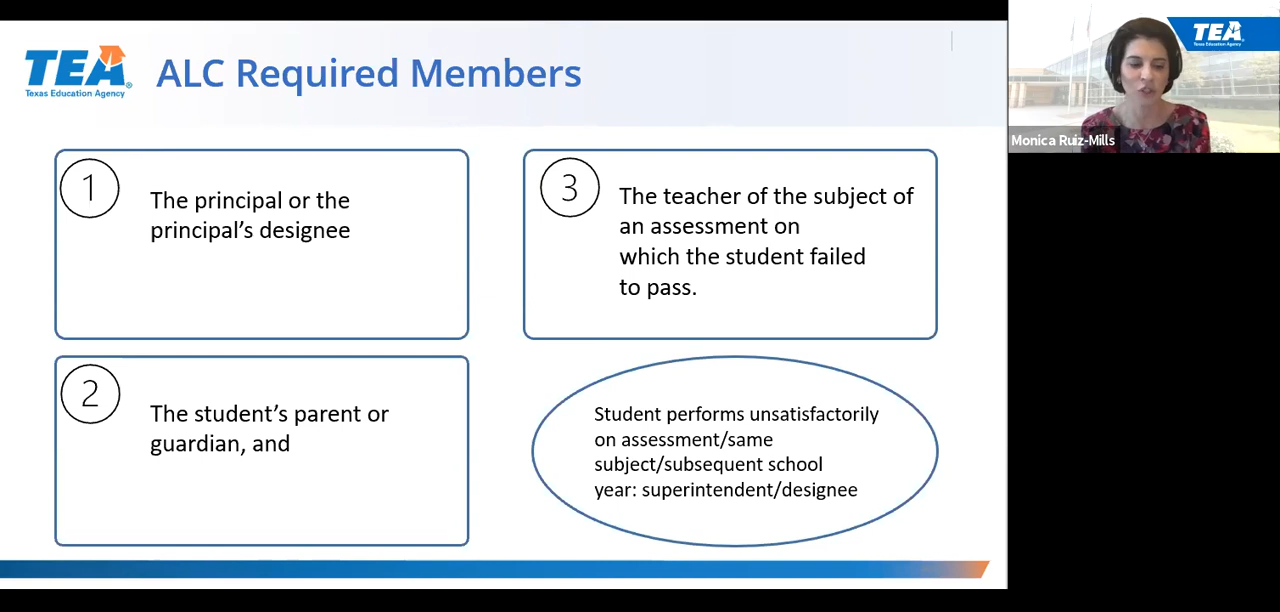 TEA
Texas Education Agency
ALC Required Members
1
The principal or the
principal’s designee
2
The student’s parent or
guardian, and
3
The teacher of the subject of
an assessment on
which the student failed
to pass.
Student performs unsatisfactorily
on assessment/same
subject/subsequent school
year: superintendent/designee
TEA
Texas Education Agency
Monica Ruiz-Mills